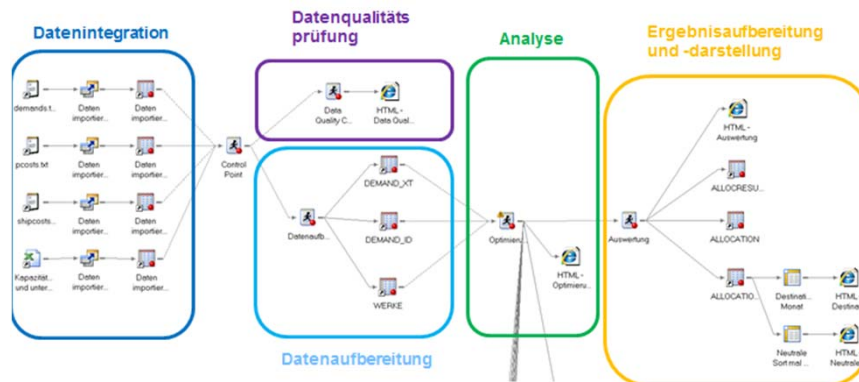 Datenintegration
Datenqualitäts
prüfung
Analyse
Ergebnisaufbereitung
und -darstellung
demands.t...
Daten
importier...
Daten
importier...
pcosts.txt
Daten
importier...
Daten
importier...
shipcosts...
Daten
importier...
Daten
importier...
Kapazität...
und unter...
Daten
importier...
Daten
importier...
Control
Point
Data
Quality C...
HTML -
Data Qual...
Datenaufb...
DEMAND_XT
DEMAND_ID
WERKE
Datenaufbereitung
Optimieru...
HTML -
Optimieru...
Auswertung
HTML -
Auswertung
ALLOCRESU...
ALLOCATION
ALLOCATIO...
Destinati...
Monat
HTML
Destina
Neutrale
Sort mal ...
HTML
Neutrale